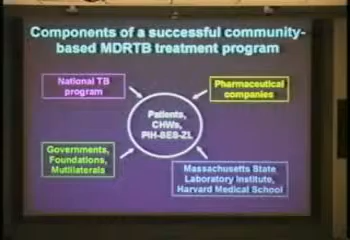 Components of a successful community-
based MDRTB treatment program
National TB
program
Pharmaceutical
companies
Patients,
CHWs,
PIH-SES-ZL
Governments,
Foundations,
Mutilaterals
Massachusetts State
Laboratory Institute,
Harvard Medical School